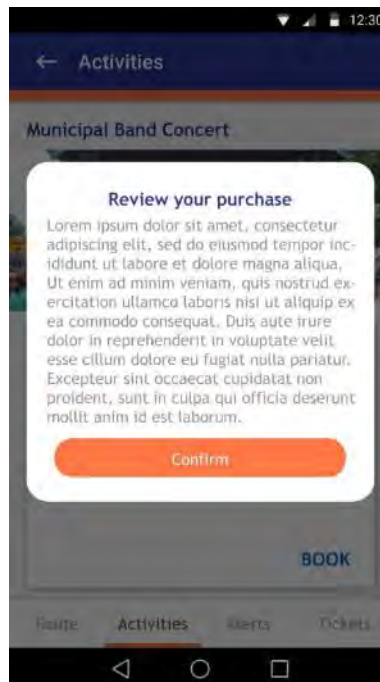 12:30
← Activities
Municipal Band Concert
Review your purchase
Lorem ipsum dolor sit amet, consectetur
adipiscing elit, sed do eiusmod tempor inc-
ididunt ut labore et dolore magna aliqua.
Ut enim ad minim veniam, quis nostrud ex-
ercitation ullamco laboris nisi ut aliquip ex
ea commodo consequat. Duis aute irure
dolor in reprehenderit in voluptate velit
esse cillum dolore eu fugiat nulla pariatur.
Excepteur sint occaecat cupidatat non
proident, sunt in culpa qui officia deserunt
mollit anim id est laborum.
Confirm
BOOK
Route Activities Alerts Tickets